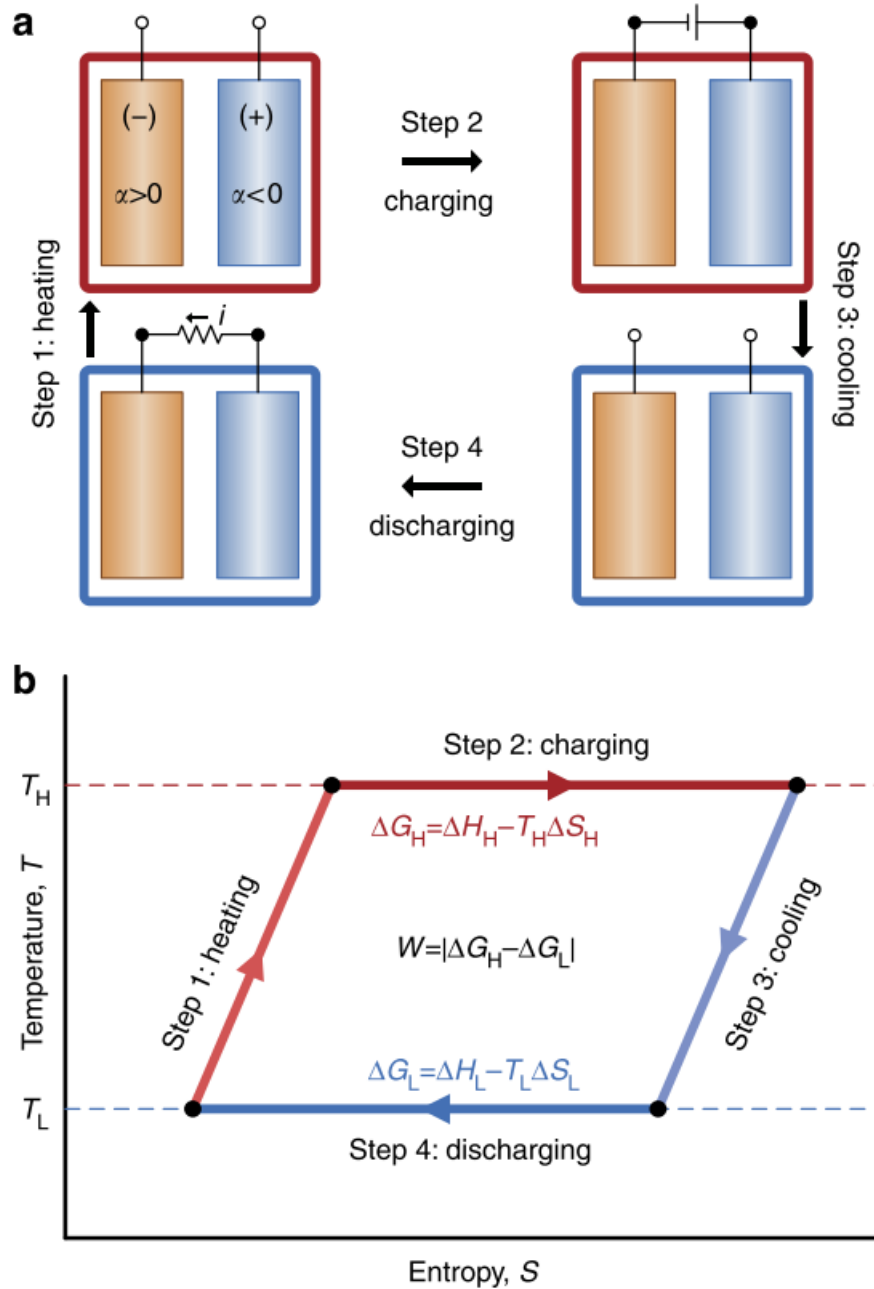 a
(−)
(+)
α>0
α<0
Step 2
charging
Step 1: heating
Step 3: cooling
i
Step 4
discharging
b
Temperature, T
T_H
T_L
Step 2: charging
ΔG_H=ΔH_H−T_HΔS_H
Step 1: heating
W=|ΔG_H−ΔG_L|
Step 3: cooling
ΔG_L=ΔH_L−T_LΔS_L
Step 4: discharging
Entropy, S